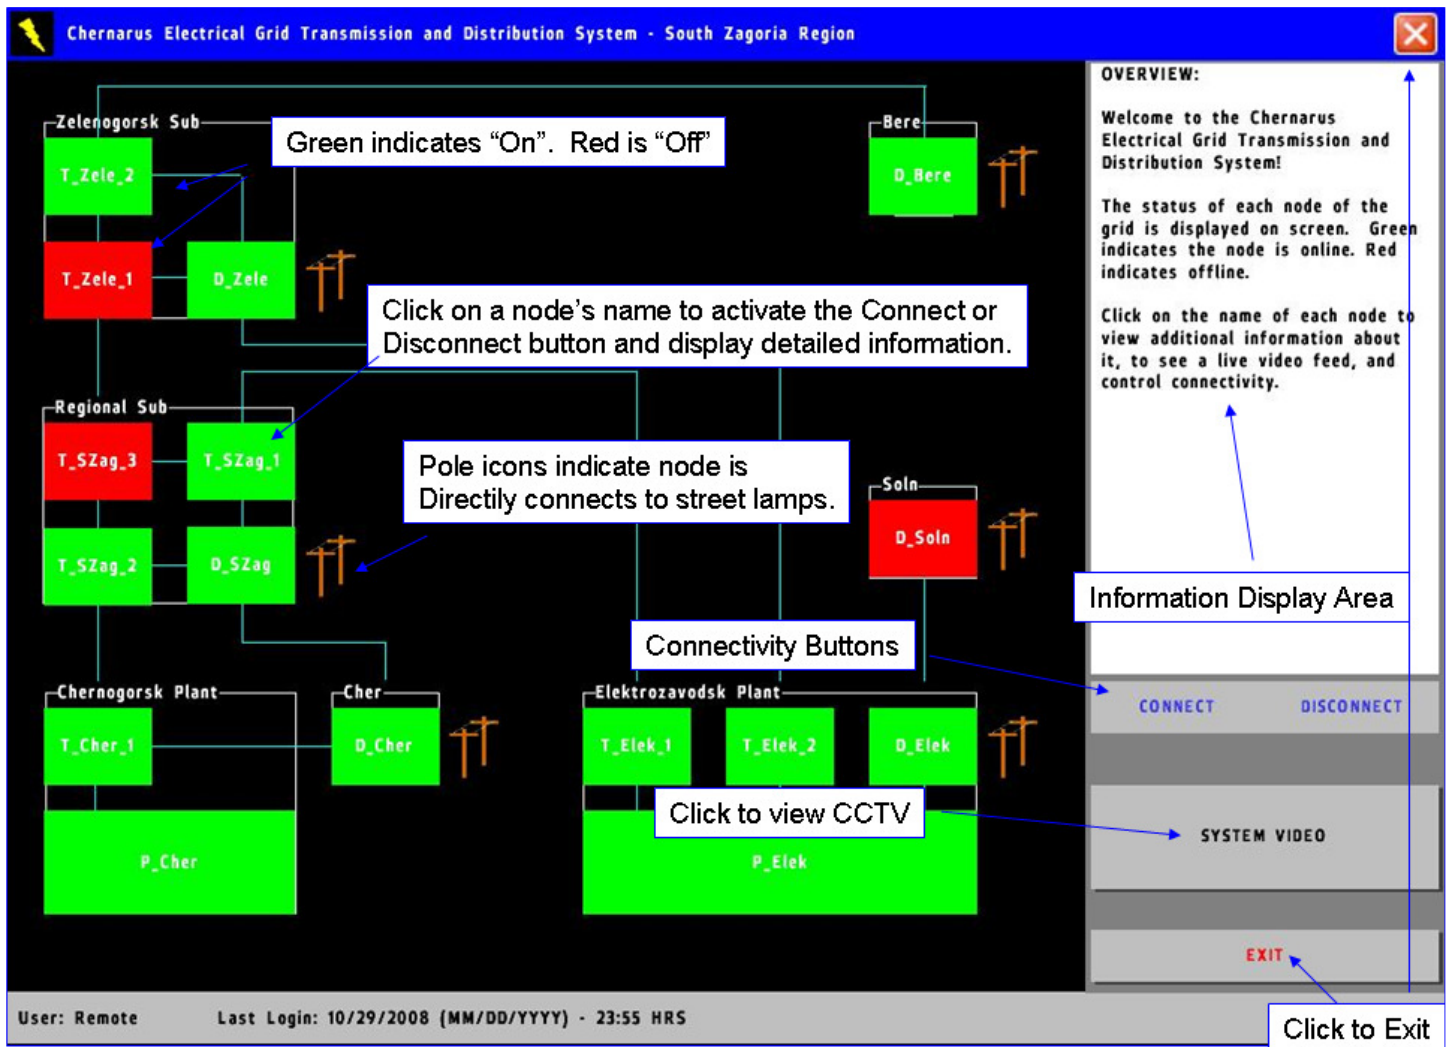 Chernarus Electrical Grid Transmission and Distribution System - South Zagoria Region
OVERVIEW:
Welcome to the Chernarus
Electrical Grid Transmission and
Distribution System!
The status of each node of the
grid is displayed on screen.  Green
indicates the node is online. Red
indicates offline.
Click on the name of each node to
view additional information about
it, to see a live video feed, and
control connectivity.
Zelenogorsk Sub
Green indicates “On”.  Red is “Off”
Bere
T_Zele_2
D_Bere
T_Zele_1
D_Zele
Click on a node’s name to activate the Connect or
Disconnect button and display detailed information.
Regional Sub
T_SZag_3
T_SZag_1
Pole icons indicate node is
Directily connects to street lamps.
Soln
D_Soln
T_SZag_2
D_SZag
Information Display Area
Connectivity Buttons
Chernogorsk Plant
Cher
Elektrozavodsk Plant
CONNECT
DISCONNECT
T_Cher_1
D_Cher
T_Elek_1
T_Elek_2
D_Elek
Click to view CCTV
SYSTEM VIDEO
P_Cher
P_Elek
EXIT
User: Remote
Last Login: 10/29/2008 (MM/DD/YYYY) - 23:55 HRS
Click to Exit